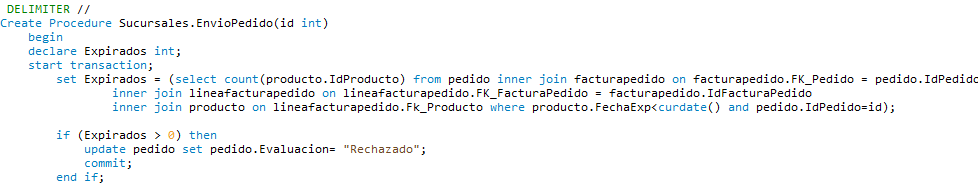 DELIMITER //
Create Procedure Sucursales.EnvioPedido(id int)
begin
declare Expirados int;
start transaction;
set Expirados = (select count(producto.IdProducto) from pedido inner join facturapedido on facturapedido.FK_Pedido = pedido.IdPedido
inner join lineafacturapedido on lineafacturapedido.FK_FacturaPedido = facturapedido.IdFacturaPedido
inner join producto on lineafacturapedido.Fk_Producto where producto.FechaExp<curdate() and pedido.IdPedido=id);
if (Expirados > 0) then
update pedido set pedido.Evaluacion= "Rechazado";
commit;
end if;